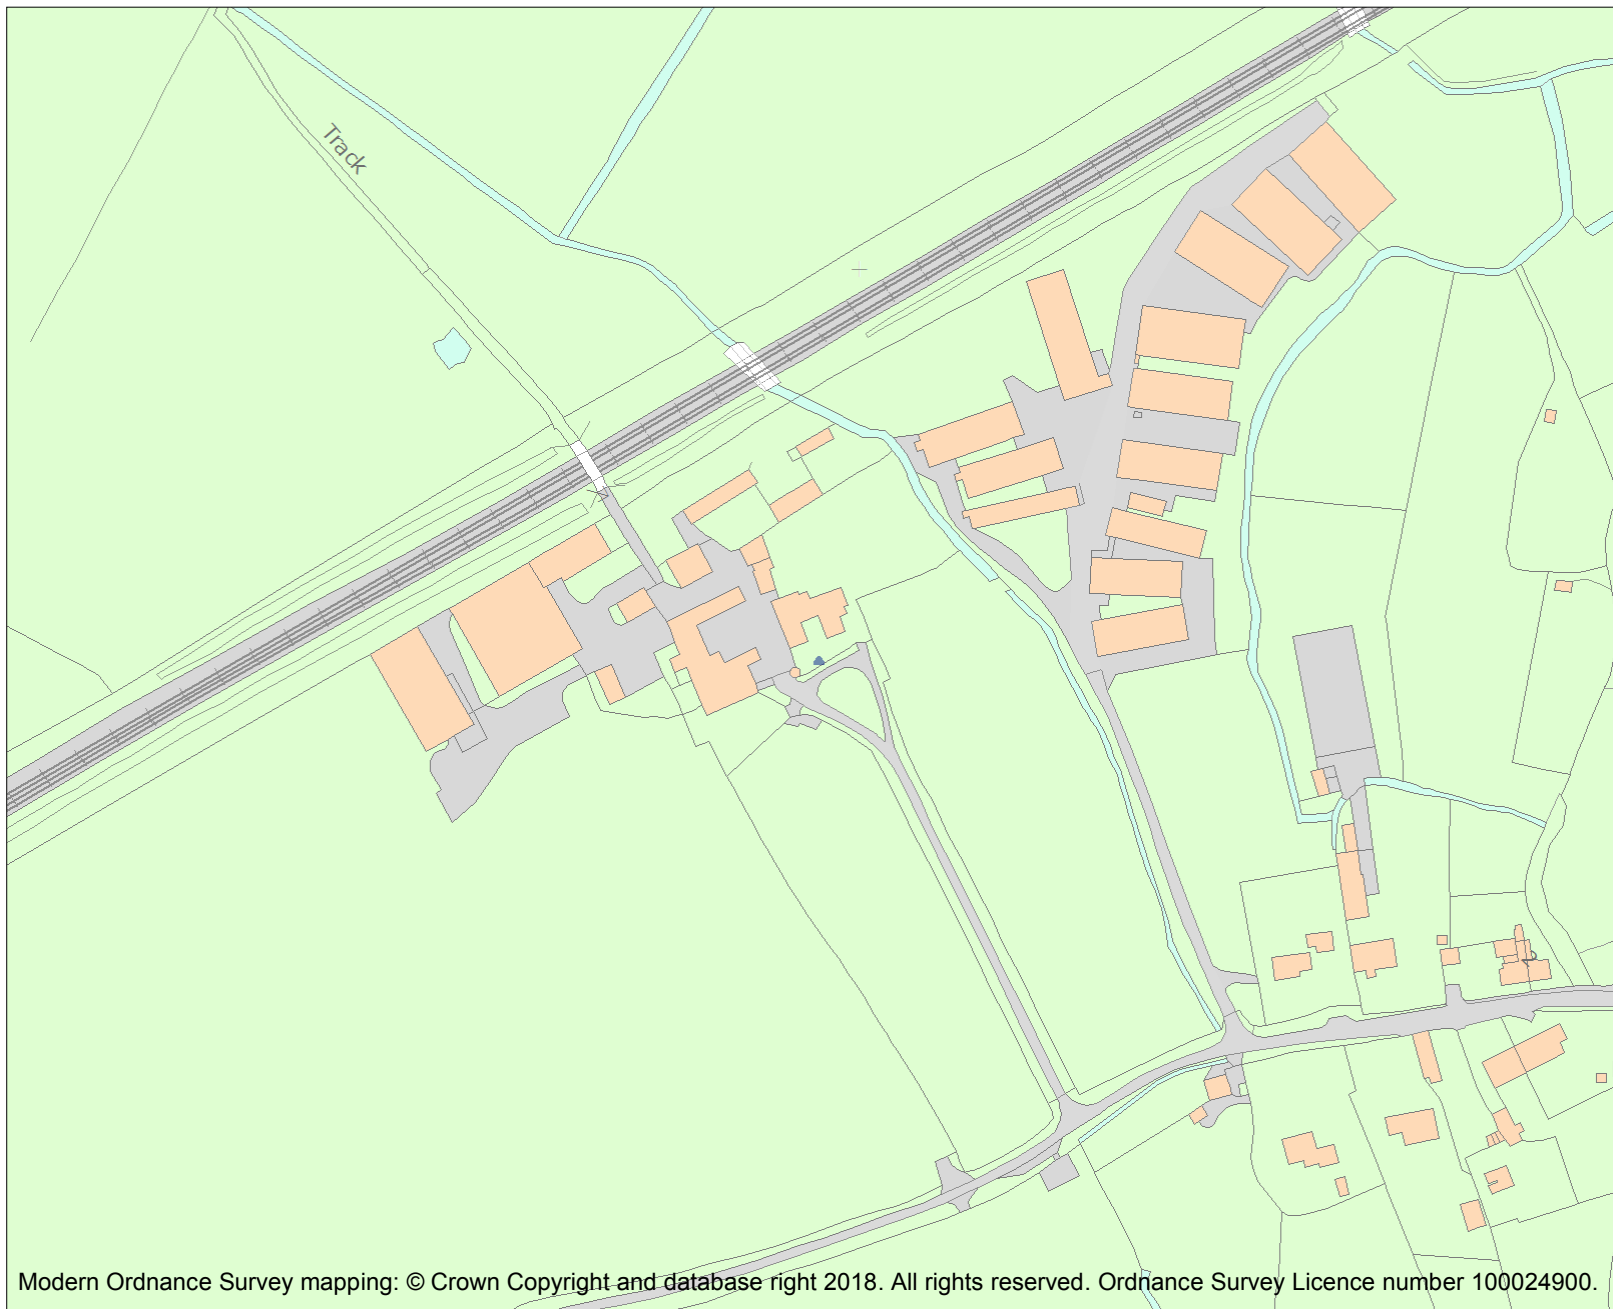 Track
Modern Ordnance Survey mapping: © Crown Copyright and database right 2018. All rights reserved. Ordnance Survey Licence number 100024900.